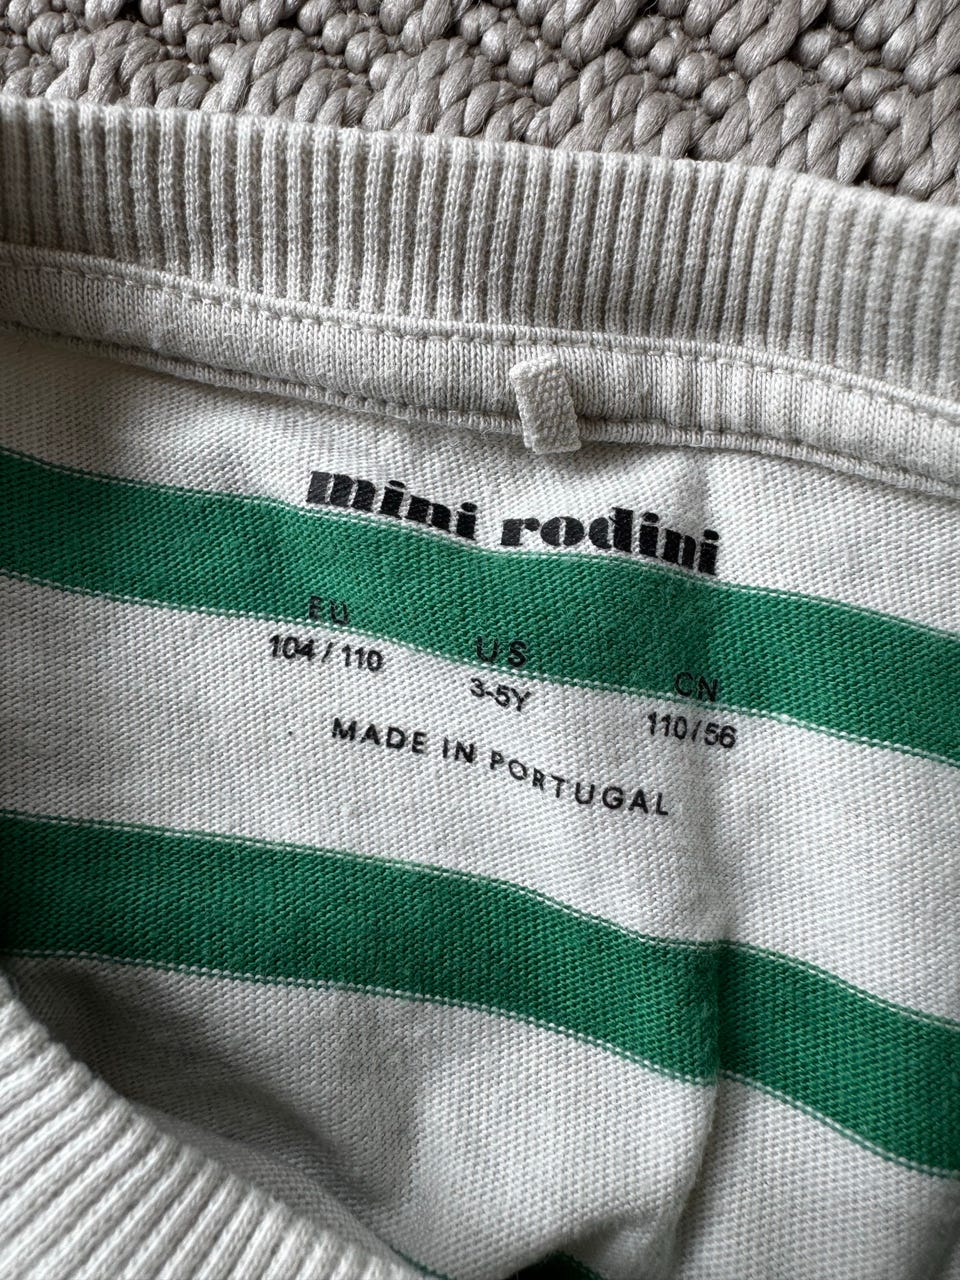 mini rodini
EU US CN
104 / 110 3-5Y 110/56
MADE IN PORTUGAL